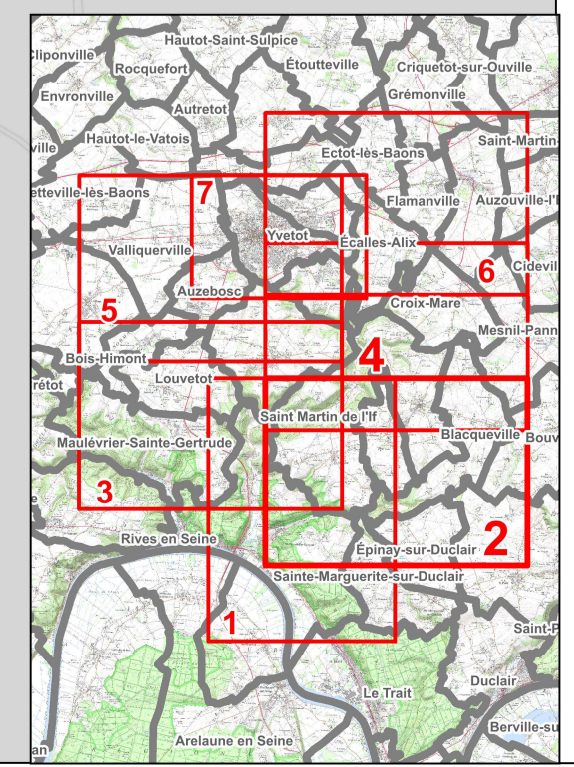 Hautot-Saint-Sulpice
Cliponville
Rocquefort
Étoutteville
Criquetot-sur-Ouville
Envronville
Grémonville
Autretot
Hautot-le-Vatois
ville
Ectot-lès-Baons
Saint-Martin-
etteville-lès-Baons
7
Flamanville
Auzouville-l'
Yvetot
Écalles-Alix
Valliquerville
6
Cidevil
Auzebosc
Croix-Mare
5
Mesnil-Pann
Bois-Himont
4
Louvetot
rétot
Saint Martin de l'If
Maulévrier-Sainte-Gertrude
Blacqueville
Bouv
3
e
Rives en Seine
Épinay-sur-Duclair
2
Sainte-Marguerite-sur-Duclair
1
Saint-P
Duclair
Le Trait
Berville-su
Arelaune en Seine
an